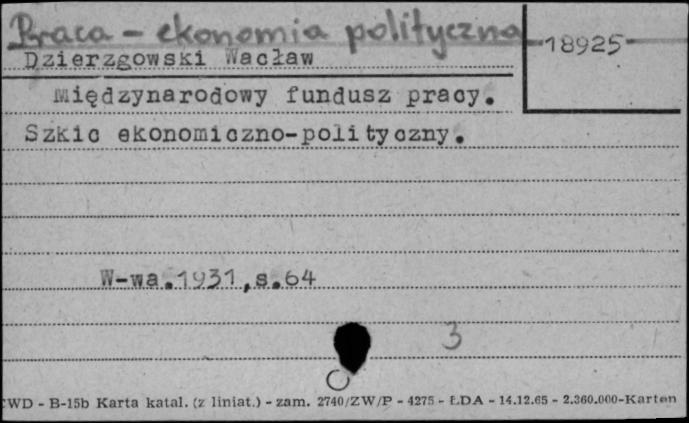 Praca - ekonomia polityczna
-18925-
Dzierzgowski Wacław
Międzynarodowy fundusz pracy.
Szkic ekonomiczno-polityczny.
W-wa.1931,s.64
3
WD - B-15b Karta katal. (z liniat.) - zam. 2740/ZW/P - 4275 - ŁDA - 14.12.65 - 2.360.000-Karton